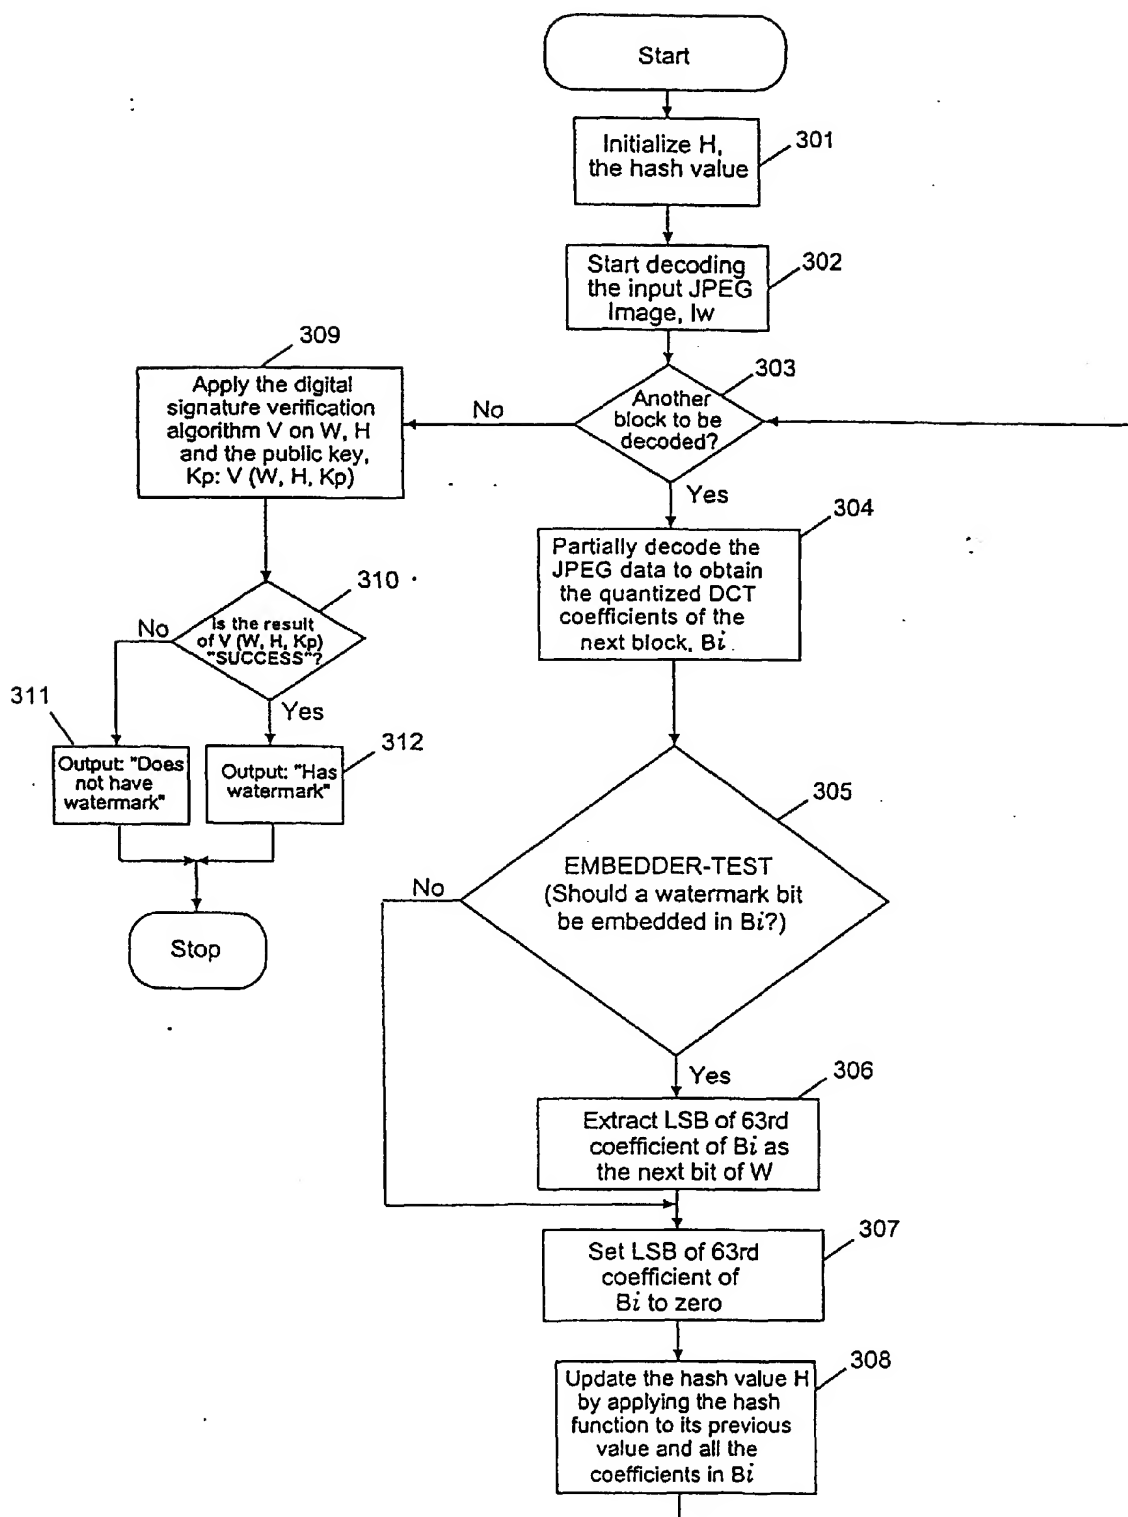 Start
Initialize H,
the hash value
301
Start decoding
the input JPEG
Image, Iw
302
303
Another
block to be
decoded?
No
Yes
309
Apply the digital
signature verification
algorithm V on W, H
and the public key,
Kp: V (W, H, Kp)
304
Partially decode the
JPEG data to obtain
the quantized DCT
coefficients of the
next block, Bi.
310
Is the result
of V (W, H, Kp)
"SUCCESS"?
No
Yes
311
Output: "Does
not have
watermark"
312
Output: "Has
watermark"
Stop
305
EMBEDDER-TEST
(Should a watermark bit
be embedded in Bi?)
No
Yes
306
Extract LSB of 63rd
coefficient of Bi as
the next bit of W
307
Set LSB of 63rd
coefficient of
Bi to zero
308
Update the hash value H
by applying the hash
function to its previous
value and all the
coefficients in Bi